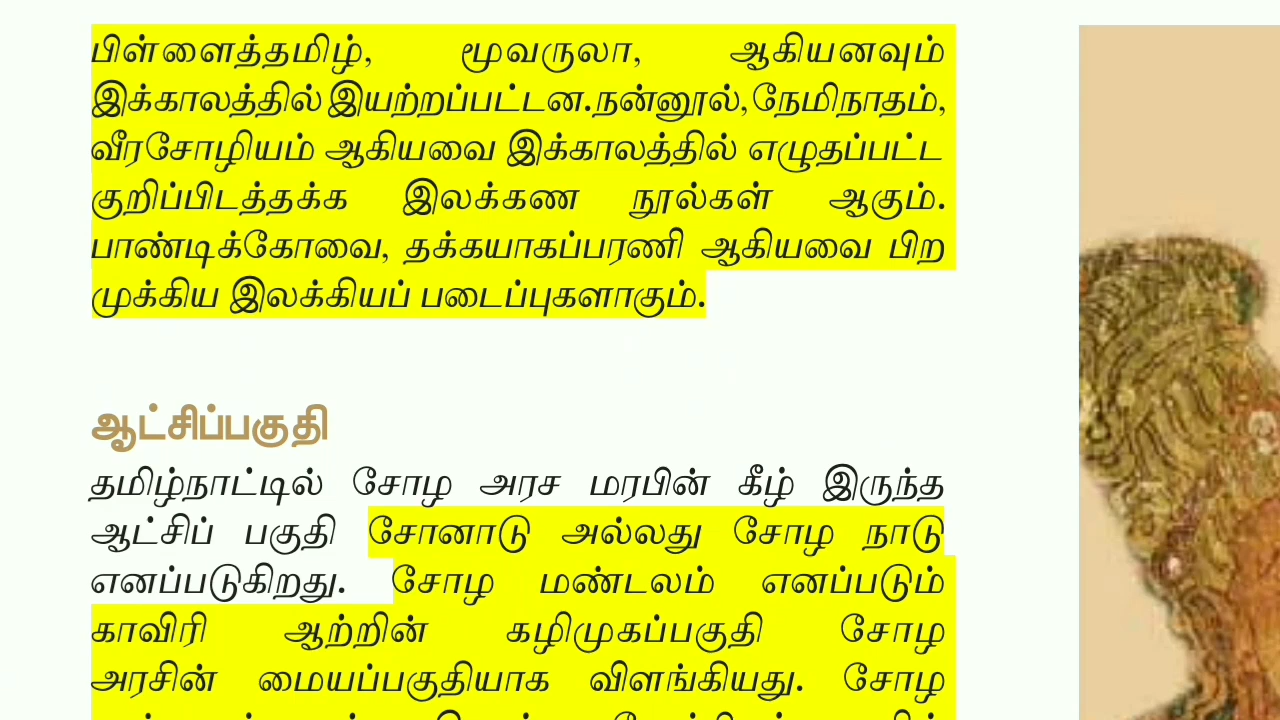 பிள்ளைத்தமிழ், மூவருலா, ஆகியனவும்
இக்காலத்தில் இயற்றப்பட்டன. நன்னூல், நேமிநாதம்,
வீரசோழியம் ஆகியவை இக்காலத்தில் எழுதப்பட்ட
குறிப்பிடத்தக்க இலக்கண நூல்கள் ஆகும்.
பாண்டிக்கோவை, தக்கயாகப்பரணி ஆகியவை பிற
முக்கிய இலக்கியப் படைப்புகளாகும்.
ஆட்சிப்பகுதி
தமிழ்நாட்டில் சோழ அரச மரபின் கீழ் இருந்த
ஆட்சிப் பகுதி சோனாடு அல்லது சோழ நாடு
எனப்படுகிறது. சோழ மண்டலம் எனப்படும்
காவிரி ஆற்றின் கழிமுகப்பகுதி சோழ
அரசின் மையப்பகுதியாக விளங்கியது. சோழ